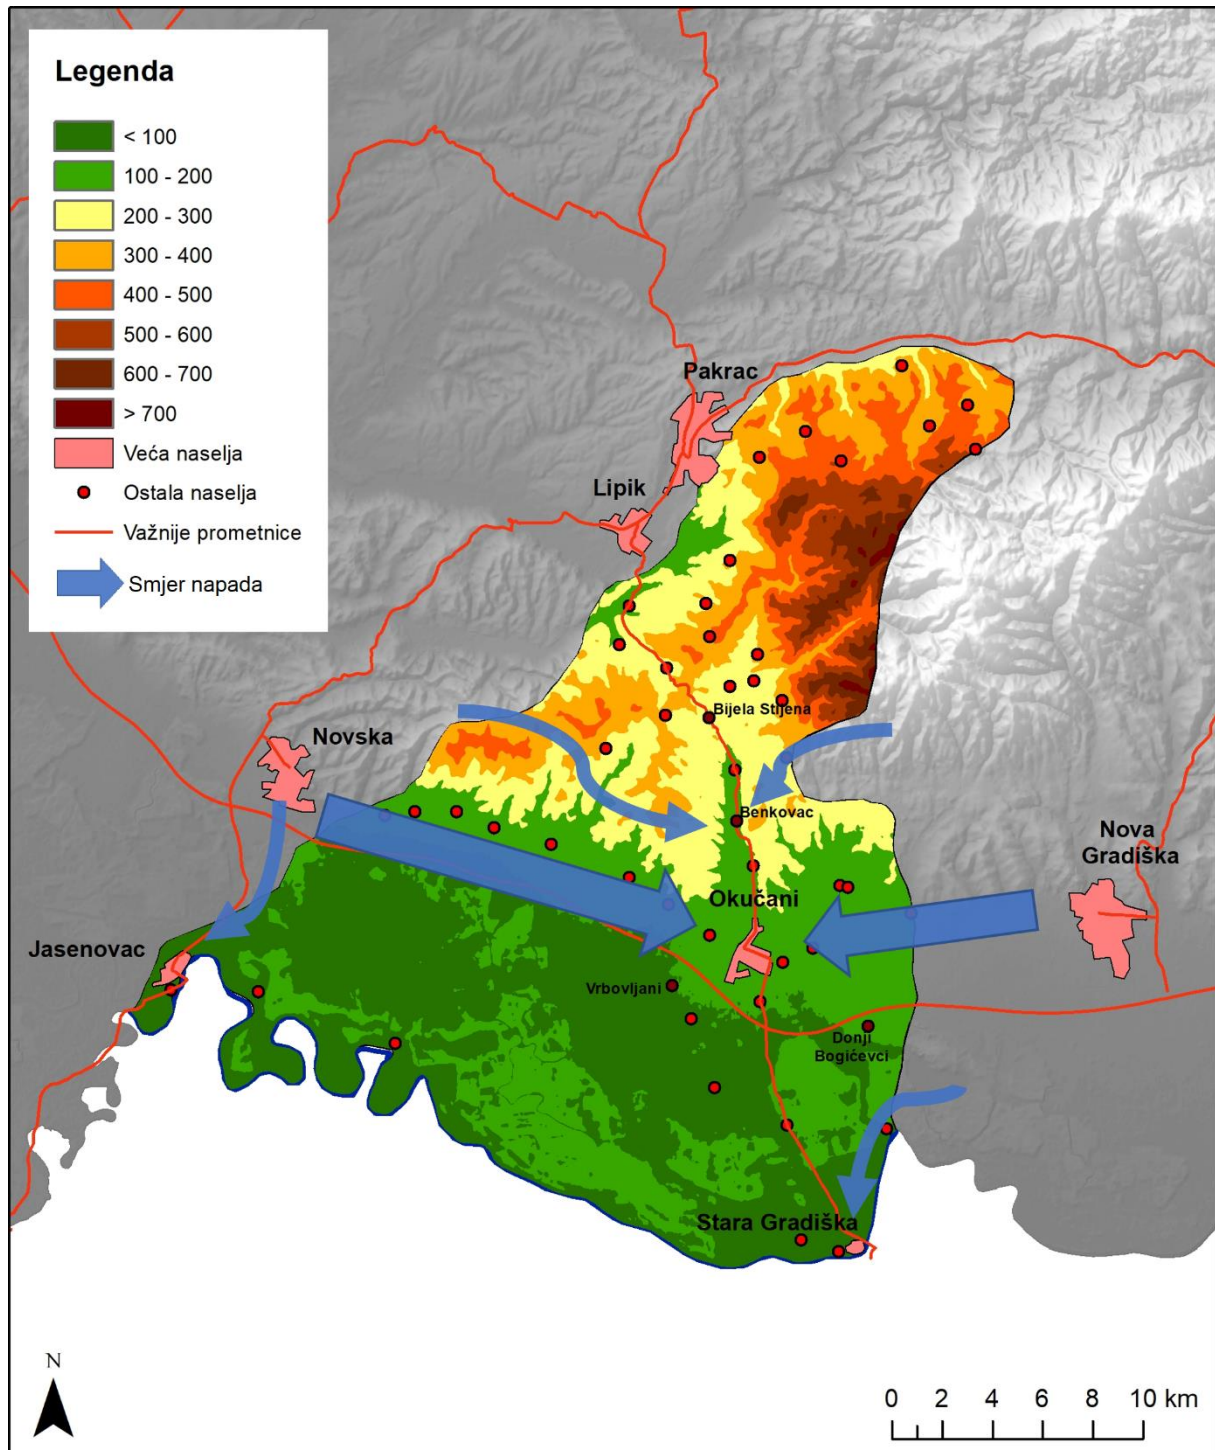 Legenda
< 100
100 - 200
200 - 300
300 - 400
400 - 500
500 - 600
600 - 700
> 700
Veća naselja
Ostala naselja
Važnije prometnice
Smjer napada
Pakrac
Lipik
Bijela Stijena
Novska
Benkovac
Nova
Gradiška
Okučani
Jasenovac
Vrbovljani
Donji
Bogićevci
Stara Gradiška
N
0 2 4 6 8 10 km